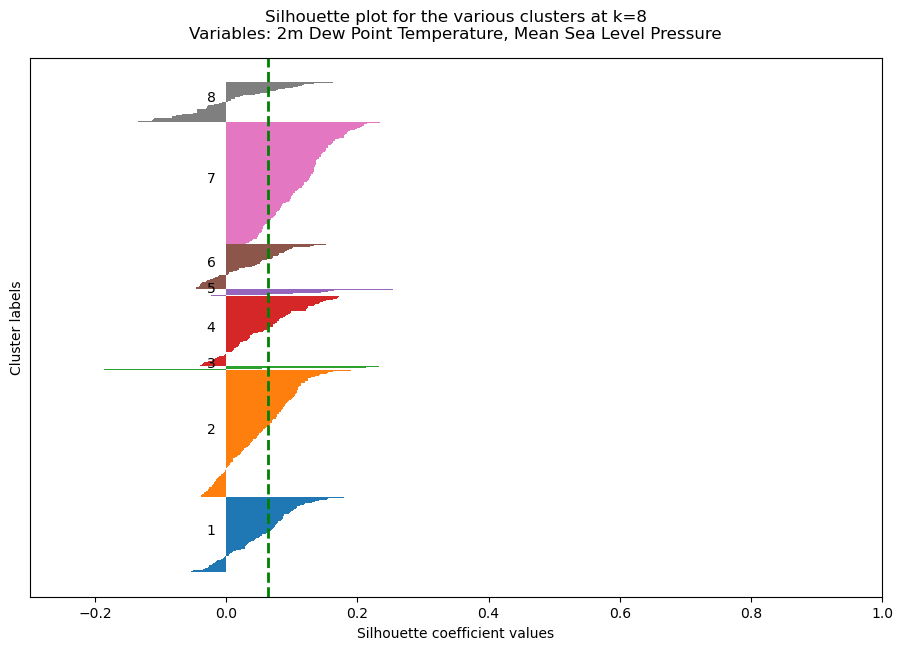 Silhouette plot for the various clusters at k=8
Variables: 2m Dew Point Temperature, Mean Sea Level Pressure
8
7
6
5
4
3
2
1
Cluster labels
−0.2 0.0 0.2 0.4 0.6 0.8 1.0
Silhouette coefficient values